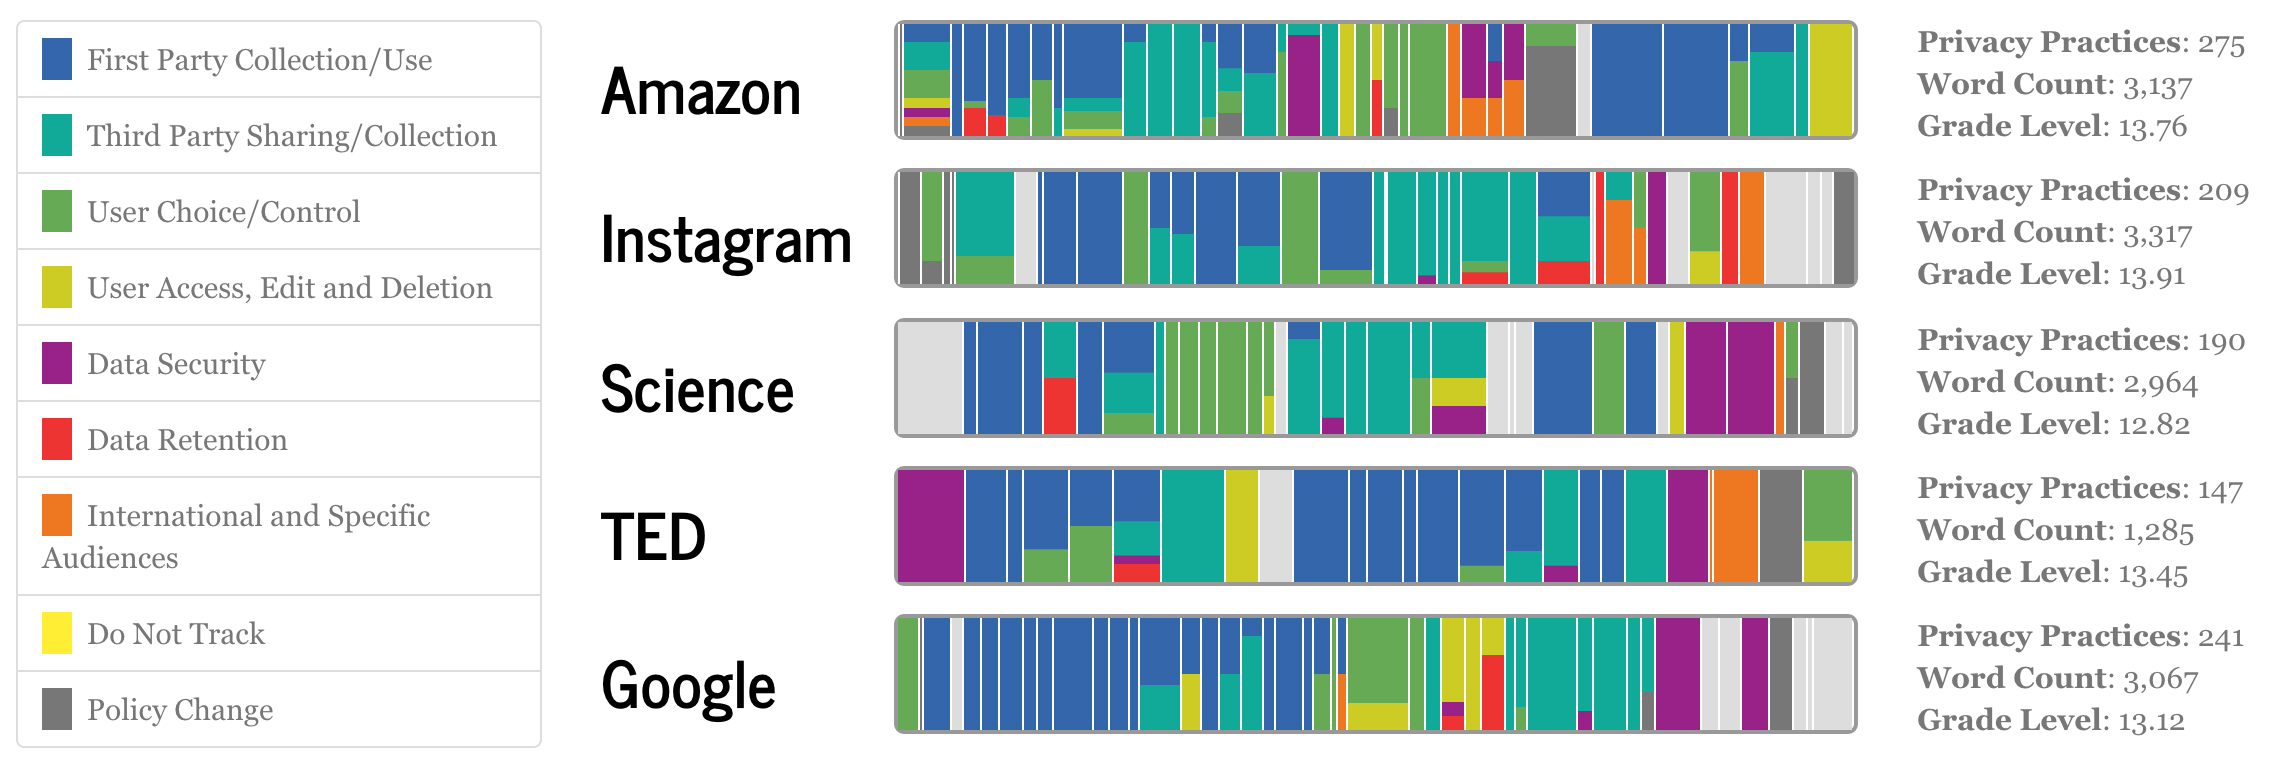 First Party Collection/Use
Third Party Sharing/Collection
User Choice/Control
User Access, Edit and Deletion
Data Security
Data Retention
International and Specific
Audiences
Do Not Track
Policy Change
Amazon
Privacy Practices: 275
Word Count: 3,137
Grade Level: 13.76
Instagram
Privacy Practices: 209
Word Count: 3,317
Grade Level: 13.91
Science
Privacy Practices: 190
Word Count: 2,964
Grade Level: 12.82
TED
Privacy Practices: 147
Word Count: 1,285
Grade Level: 13.45
Google
Privacy Practices: 241
Word Count: 3,067
Grade Level: 13.12